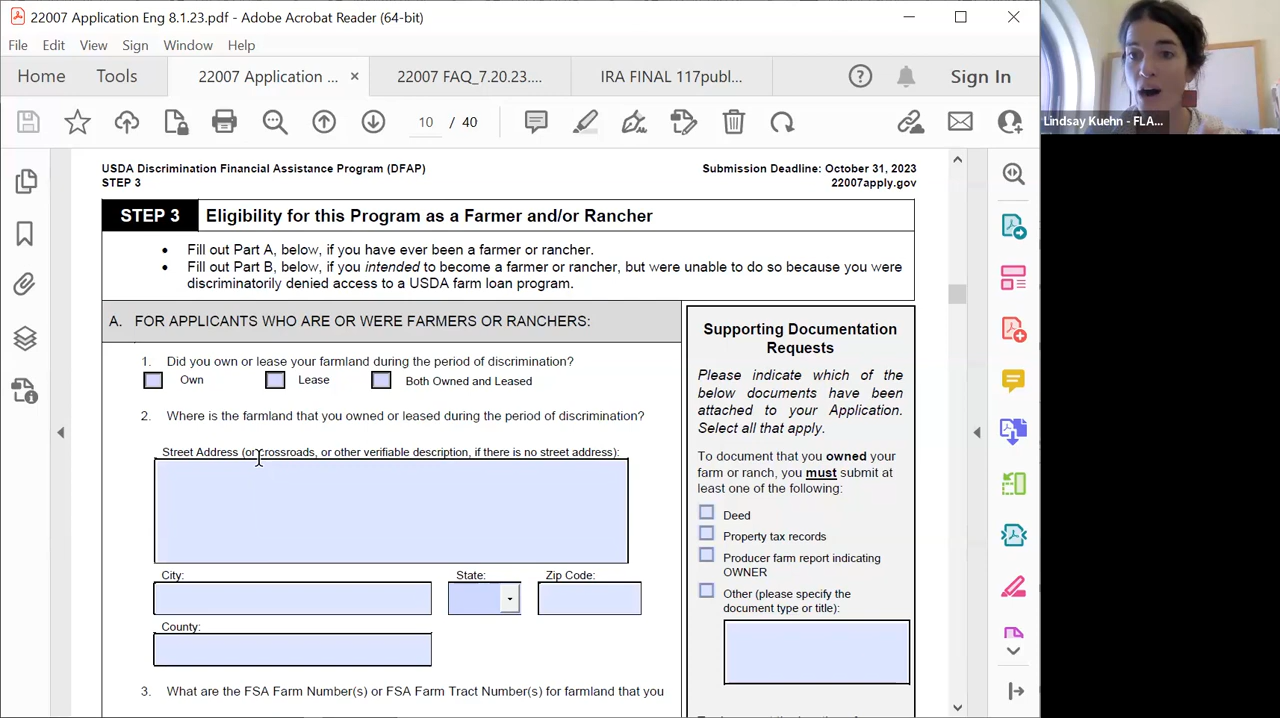 22007 Application Eng 8.1.23.pdf - Adobe Acrobat Reader (64-bit)
File Edit View Sign Window Help
Home Tools 22007 Application ... × 22007 FAQ_7.20.23.... IRA FINAL 117publ... Sign In
10 / 40
Lindsay Kuehn - FLA...
USDA Discrimination Financial Assistance Program (DFAP)
STEP 3
Submission Deadline: October 31, 2023
22007apply.gov
STEP 3 Eligibility for this Program as a Farmer and/or Rancher
• Fill out Part A, below, if you have ever been a farmer or rancher.
• Fill out Part B, below, if you intended to become a farmer or rancher, but were unable to do so because you were
discriminatorily denied access to a USDA farm loan program.
A. FOR APPLICANTS WHO ARE OR WERE FARMERS OR RANCHERS:
1. Did you own or lease your farmland during the period of discrimination?
Own Lease Both Owned and Leased
2. Where is the farmland that you owned or leased during the period of discrimination?
Street Address (or crossroads, or other verifiable description, if there is no street address):
City: State: Zip Code:
County:
3. What are the FSA Farm Number(s) or FSA Farm Tract Number(s) for farmland that you
Supporting Documentation
Requests
Please indicate which of the
below documents have been
attached to your Application.
Select all that apply.
To document that you owned your
farm or ranch, you must submit at
least one of the following:
Deed
Property tax records
Producer farm report indicating
OWNER
Other (please specify the
document type or title):